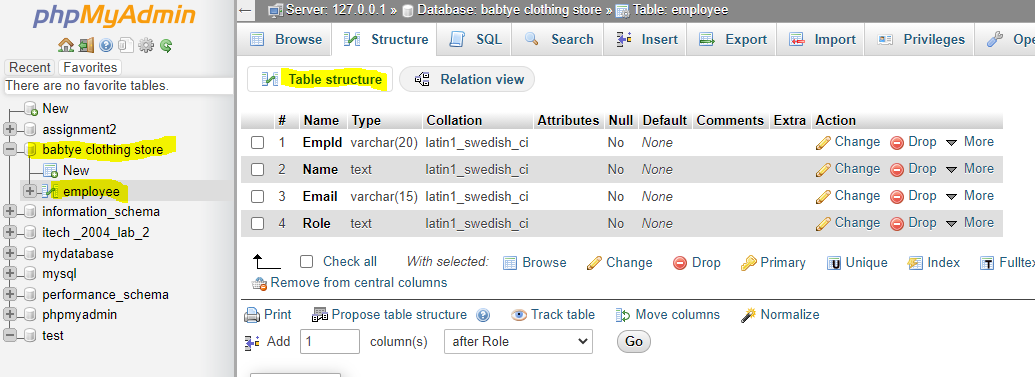 phpMyAdmin
Recent Favorites
There are no favorite tables.
New
assignment2
babtye clothing store
New
employee
information_schema
itech _2004_lab_2
mydatabase
mysql
performance_schema
phpmyadmin
test
Server: 127.0.0.1 » Database: babtye clothing store » Table: employee
Browse Structure SQL Search Insert Export Import Privileges Ope
Table structure Relation view
# Name Type Collation Attributes Null Default Comments Extra Action
1 EmpId varchar(20) latin1_swedish_ci No None Change Drop More
2 Name text latin1_swedish_ci No None Change Drop More
3 Email varchar(15) latin1_swedish_ci No None Change Drop More
4 Role text latin1_swedish_ci No None Change Drop More
Check all With selected: Browse Change Drop Primary Unique Index Fulltex
Remove from central columns
Print Propose table structure Track table Move columns Normalize
Add 1 column(s) after Role Go